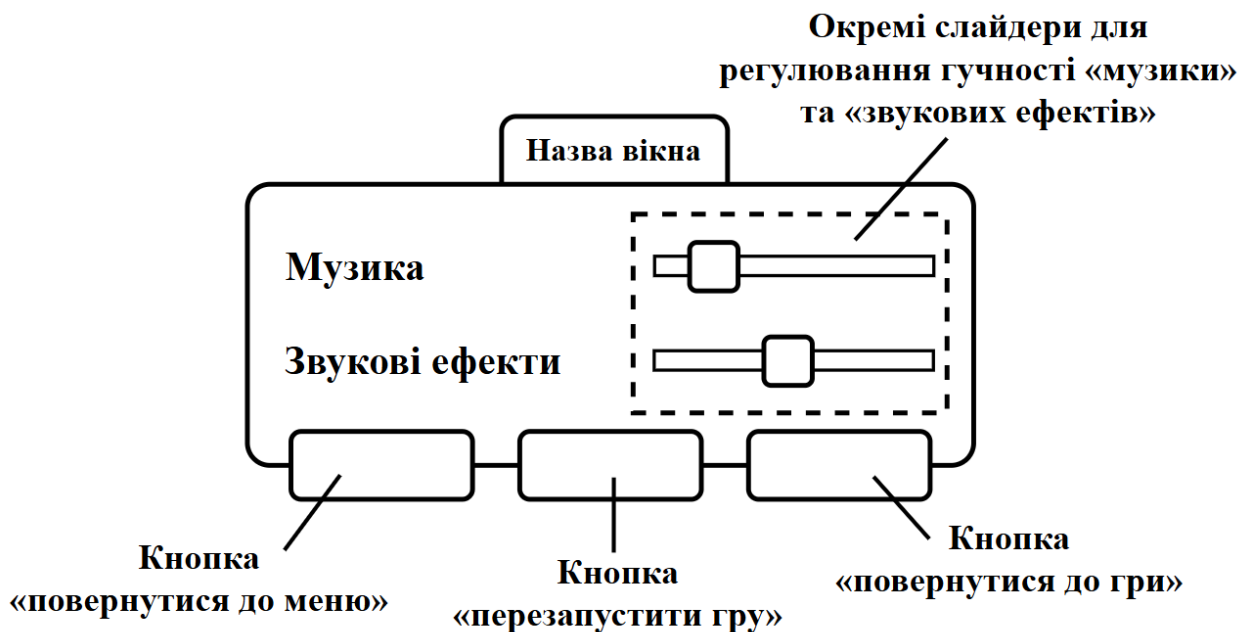 Окремі слайдери для
регулювання гучності «музики»
та «звукових ефектів»
Назва вікна
Музика
Звукові ефекти
Кнопка
«повернутися до меню»
Кнопка
«перезапустити гру»
Кнопка
«повернутися до гри»